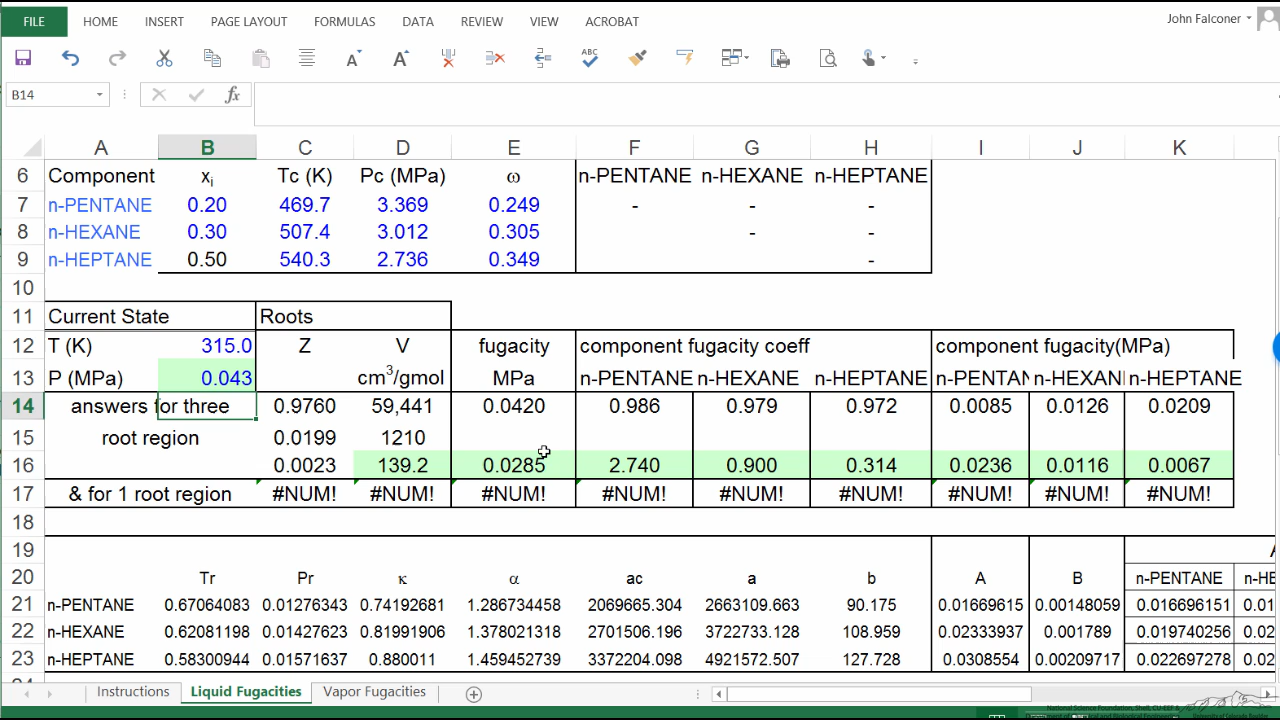 FILE HOME INSERT PAGE LAYOUT FORMULAS DATA REVIEW VIEW ACROBAT John Falconer
ABC
B14 fx
A B C D E F G H I J K
6 Component xi Tc (K) Pc (MPa) ω n-PENTANE n-HEXANE n-HEPTANE
7 n-PENTANE 0.20 469.7 3.369 0.249 - - -
8 n-HEXANE 0.30 507.4 3.012 0.305 - -
9 n-HEPTANE 0.50 540.3 2.736 0.349 -
10
11 Current State Roots
12 T (K) 315.0 Z V fugacity component fugacity coeff component fugacity(MPa)
13 P (MPa) 0.043 cm3/gmol MPa n-PENTANE n-HEXANE n-HEPTANE n-PENTAN n-HEXANI n-HEPTANE
14 answers for three 0.9760 59,441 0.0420 0.986 0.979 0.972 0.0085 0.0126 0.0209
15 root region 0.0199 1210
16 0.0023 139.2 0.0285 2.740 0.900 0.314 0.0236 0.0116 0.0067
17 & for 1 root region #NUM! #NUM! #NUM! #NUM! #NUM! #NUM! #NUM! #NUM! #NUM!
18
19
20 Tr Pr κ α ac a b A B n-PENTANE n-HE
21 n-PENTANE 0.67064083 0.01276343 0.74192681 1.286734458 2069665.304 2663109.663 90.175 0.01669615 0.00148059 0.016696151 0.01
22 n-HEXANE 0.62081198 0.01427623 0.81991906 1.378021318 2701506.196 3722733.128 108.959 0.02333937 0.001789 0.019740256 0.02
23 n-HEPTANE 0.58300944 0.01571637 0.880011 1.459452739 3372204.098 4921572.507 127.728 0.0308554 0.00209717 0.022697278 0.02
Instructions Liquid Fugacities Vapor Fugacities